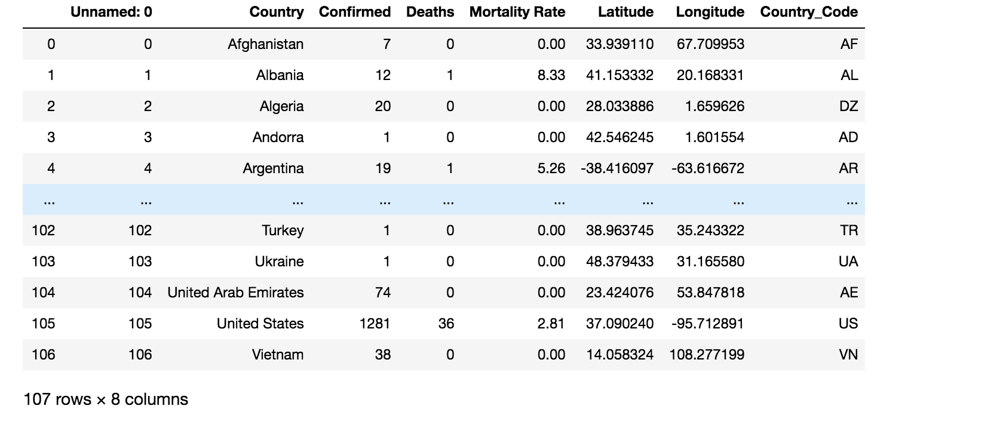 Unnamed: 0 Country Confirmed Deaths Mortality Rate Latitude Longitude Country_Code
0 0 Afghanistan 7 0 0.00 33.939110 67.709953 AF
1 1 Albania 12 1 8.33 41.153332 20.168331 AL
2 2 Algeria 20 0 0.00 28.033886 1.659626 DZ
3 3 Andorra 1 0 0.00 42.546245 1.601554 AD
4 4 Argentina 19 1 5.26 -38.416097 -63.616672 AR
... ... ... ... ... ... ... ... ...
102 102 Turkey 1 0 0.00 38.963745 35.243322 TR
103 103 Ukraine 1 0 0.00 48.379433 31.165580 UA
104 104 United Arab Emirates 74 0 0.00 23.424076 53.847818 AE
105 105 United States 1281 36 2.81 37.090240 -95.712891 US
106 106 Vietnam 38 0 0.00 14.058324 108.277199 VN
107 rows × 8 columns